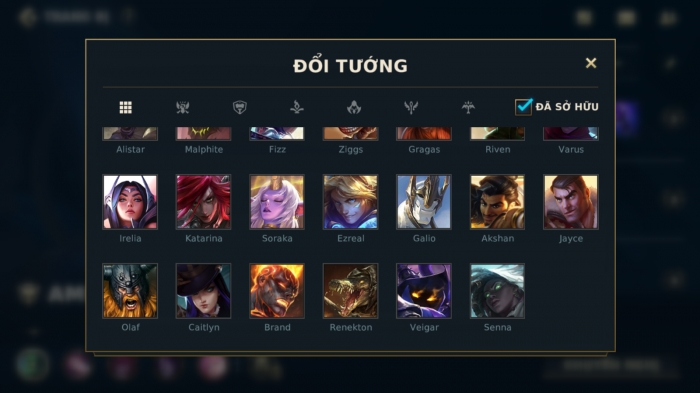 ĐỔI TƯỚNG
ĐÃ SỞ HỮU
Alistar Malphite Fizz Ziggs Gragas Riven Varus
Irelia Katarina Soraka Ezreal Galio Akshan Jayce
Olaf Caitlyn Brand Renekton Veigar Senna